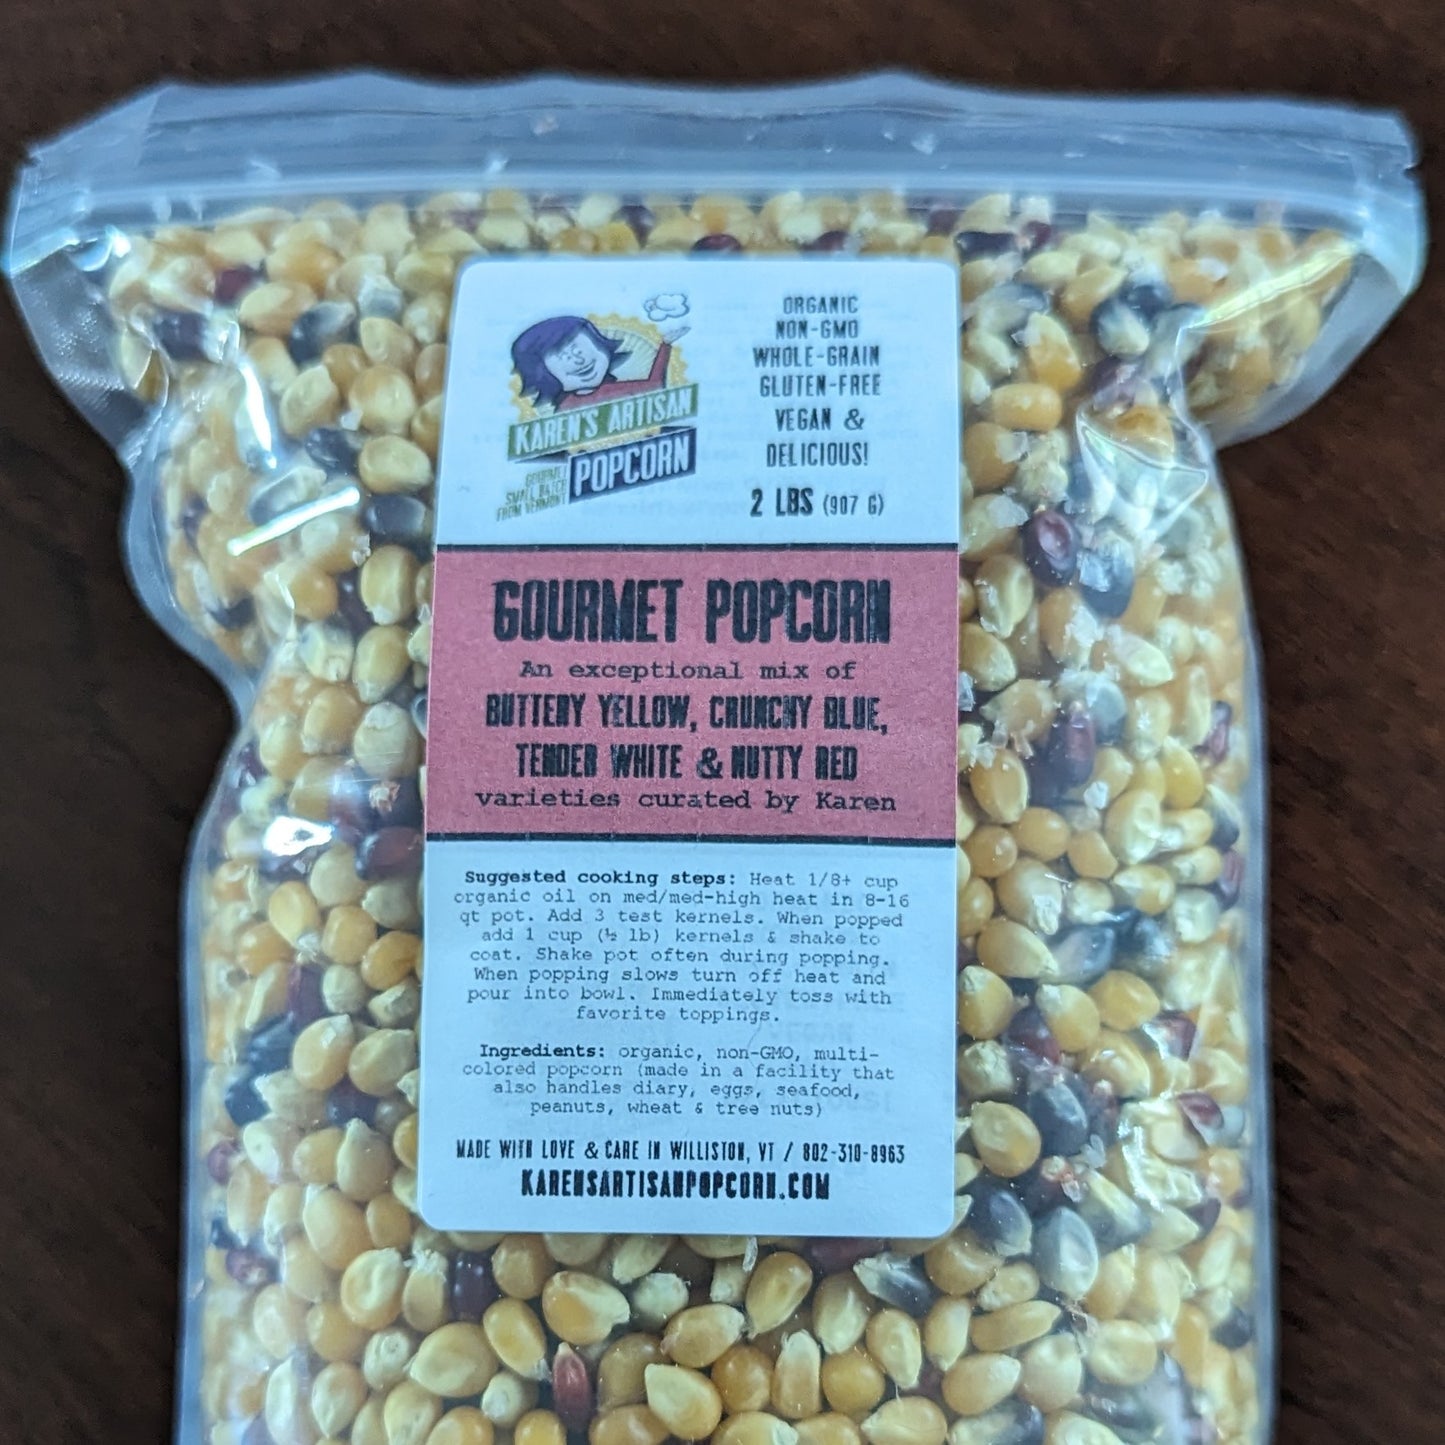 KAREN'S ARTISAN
POPCORN
GOURMET
SMALL BATCH
FROM VERMONT
ORGANIC
NON-GMO
WHOLE-GRAIN
GLUTEN-FREE
VEGAN &
DELICIOUS!
2 LBS (907 G)
GOURMET POPCORN
An exceptional mix of
BUTTERY YELLOW, CRUNCHY BLUE,
TENDER WHITE & NUTTY RED
varieties curated by Karen
Suggested cooking steps: Heat 1/8+ cup
organic oil on med/med-high heat in 8-16
qt pot. Add 3 test kernels. When popped
add 1 cup (½ lb) kernels & shake to
coat. Shake pot often during popping.
When popping slows turn off heat and
pour into bowl. Immediately toss with
favorite toppings.
Ingredients: organic, non-GMO, multi-
colored popcorn (made in a facility that
also handles diary, eggs, seafood,
peanuts, wheat & tree nuts)
MADE WITH LOVE & CARE IN WILLISTON, VT / 802-310-8963
KARENSARTISANPOPCORN.COM